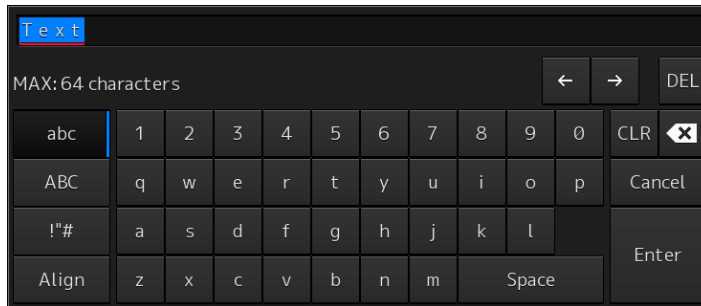 Text
MAX: 64 characters ← → DEL
abc 1 2 3 4 5 6 7 8 9 0 CLR
ABC q w e r t y u i o p Cancel
!"# a s d f g h j k l Enter
Align z x c v b n m Space